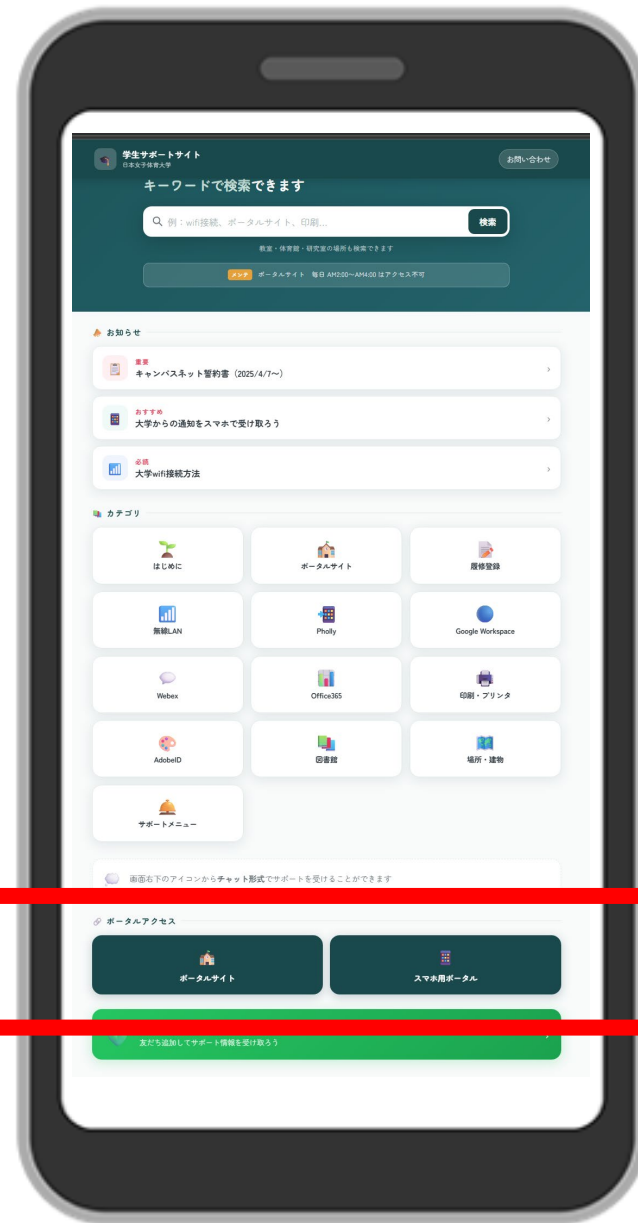 学生サポートサイト
日本女子体育大学
お問い合わせ
キーワードで検索できます
例：wifi接続、ポータルサイト、印刷...
検索
教室・体育館・研究室の場所も検索できます
メンテ ポータルサイト 毎日 AM2:00〜AM4:00 はアクセス不可
お知らせ
重要
キャンパスネット誓約書（2025/4/7〜）
おすすめ
大学からの通知をスマホで受け取ろう
必読
大学wifi接続方法
カテゴリ
はじめに
ポータルサイト
履修登録
無線LAN
Pholly
Google Workspace
Webex
Office365
印刷・プリンタ
AdobeID
図書館
場所・建物
サポートメニュー
画面右下のアイコンからチャット形式でサポートを受けることができます
ポータルアクセス
ポータルサイト
スマホ用ポータル
友だち追加してサポート情報を受け取ろう